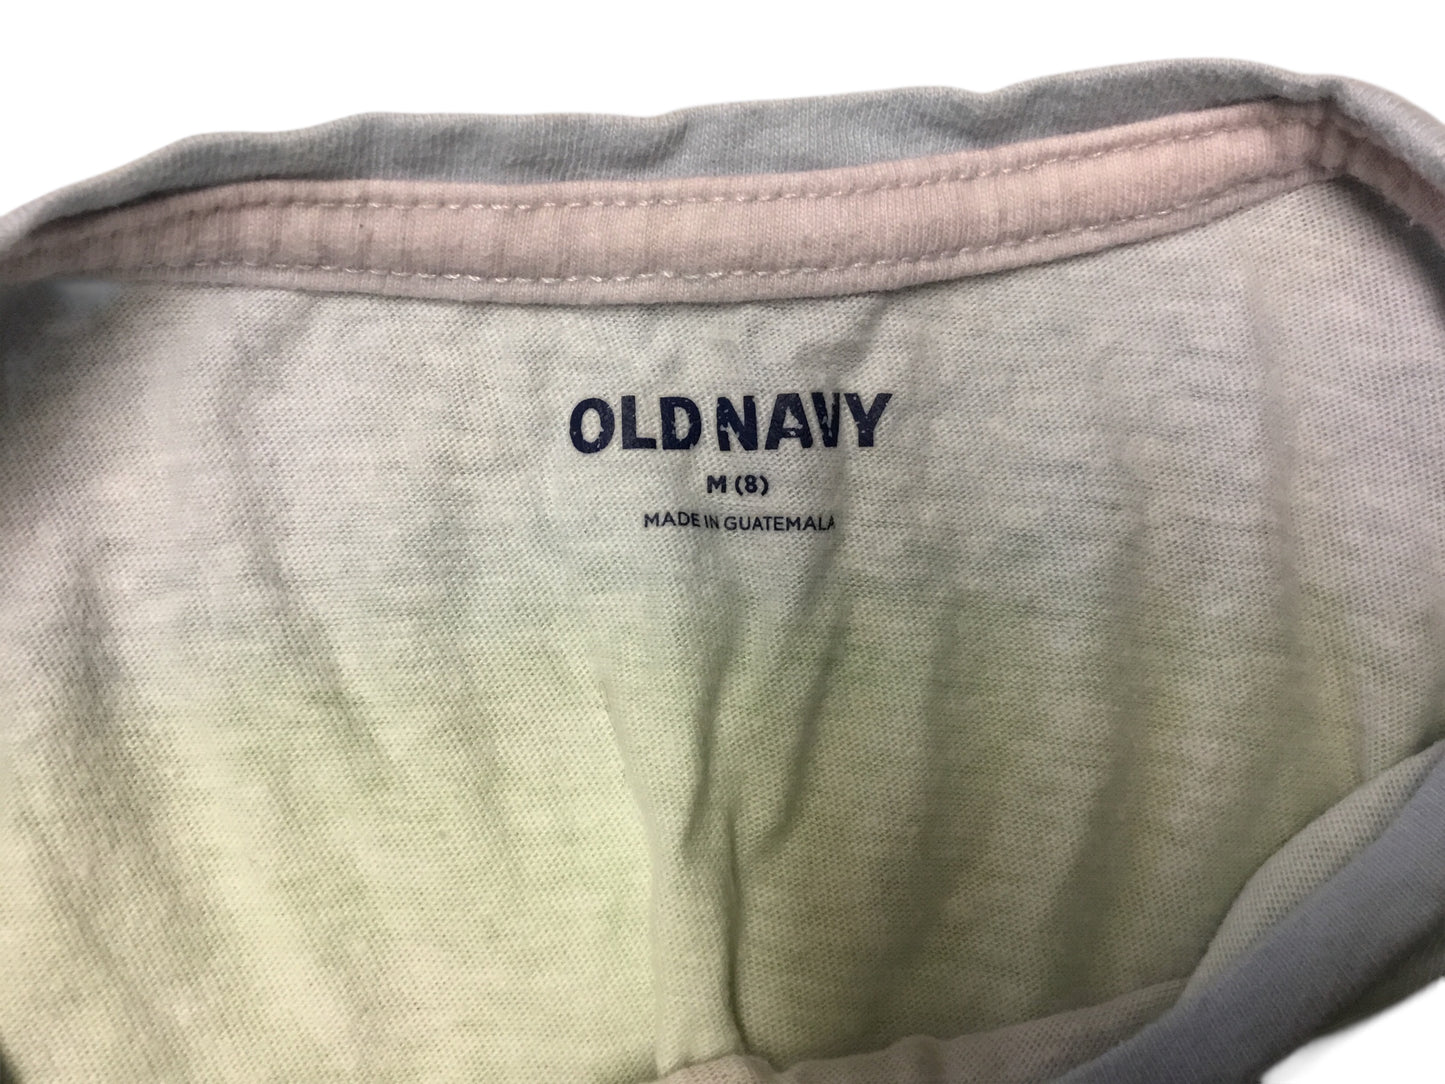 OLD NAVY
M (8)
MADE IN GUATEMALA